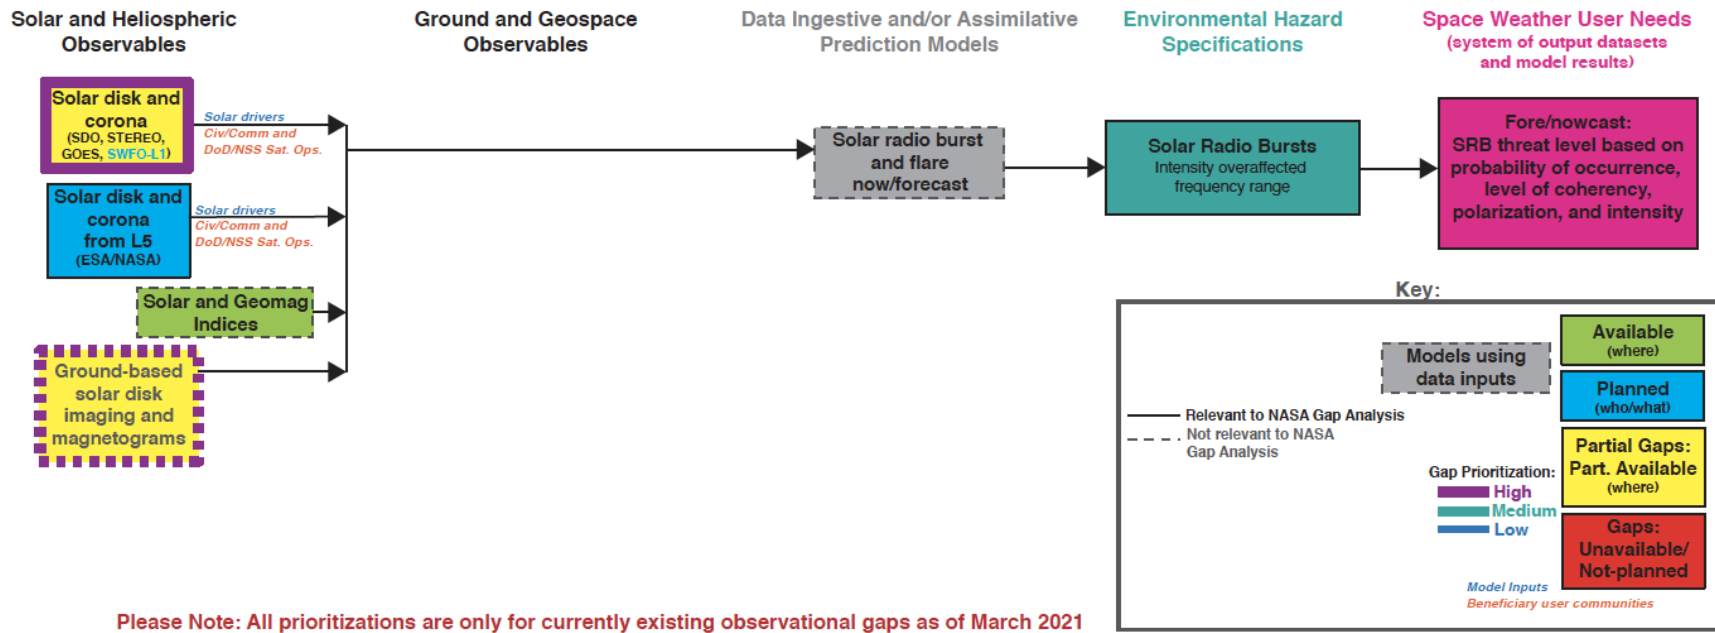 Solar and Heliospheric
Observables
Ground and Geospace
Observables
Data Ingestive and/or Assimilative
Prediction Models
Environmental Hazard
Specifications
Space Weather User Needs
(system of output datasets
and model results)
Solar disk and
corona
(SDO, STEREO,
GOES, SWFO-L1)
Solar drivers
Civ/Comm and
DoD/NSS Sat. Ops.
Solar disk and
corona
from L5
(ESA/NASA)
Solar drivers
Civ/Comm and
DoD/NSS Sat. Ops.
Solar and Geomag
Indices
Ground-based
solar disk
imaging and
magnetograms
Solar radio burst
and flare
now/forecast
Solar Radio Bursts
Intensity overaffected
frequency range
Fore/nowcast:
SRB threat level based on
probability of occurrence,
level of coherency,
polarization, and intensity
Key:
Models using
data inputs
Relevant to NASA Gap Analysis
Not relevant to NASA
Gap Analysis
Gap Prioritization:
High
Medium
Low
Available
(where)
Planned
(who/what)
Partial Gaps:
Part. Available
(where)
Gaps:
Unavailable/
Not-planned
Model Inputs
Beneficiary user communities
Please Note: All prioritizations are only for currently existing observational gaps as of March 2021